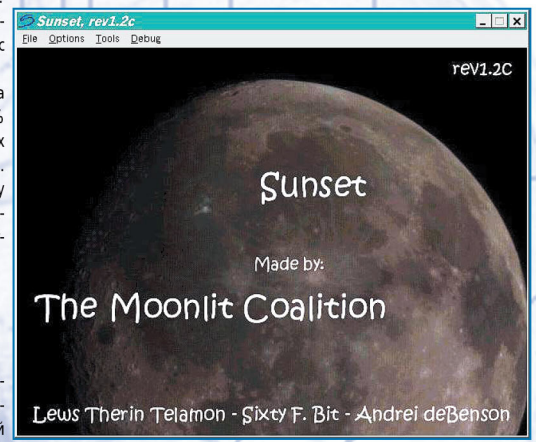 Sunset, rev1.2c
File Options Tools Debug
rev1.2c
Sunset
Made by:
The Moonlit Coalition
Lews Therin Telamon - Sixty F. Bit - Andrei deBenson